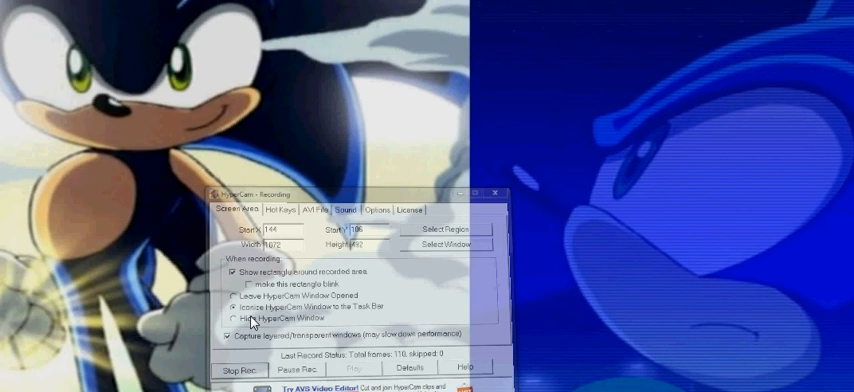 HyperCam - Recording
Screen Area Hot Keys AVI File Sound Options License
Start X 144 Start Y 106 Select Region
Width 1072 Height 482 Select Window
When recording
Show rectangle around recorded area
make this rectangle blink
Leave HyperCam Window Opened
Iconize HyperCam Window to the Task Bar
Hide HyperCam Window
Capture layered/transparent windows (may slow down performance)
Last Record Status: Total frames: 110, skipped: 0
Stop Rec. Pause Rec. Play Defaults Help
Try AVS Video Editor! Cut and join HyperCam clips and